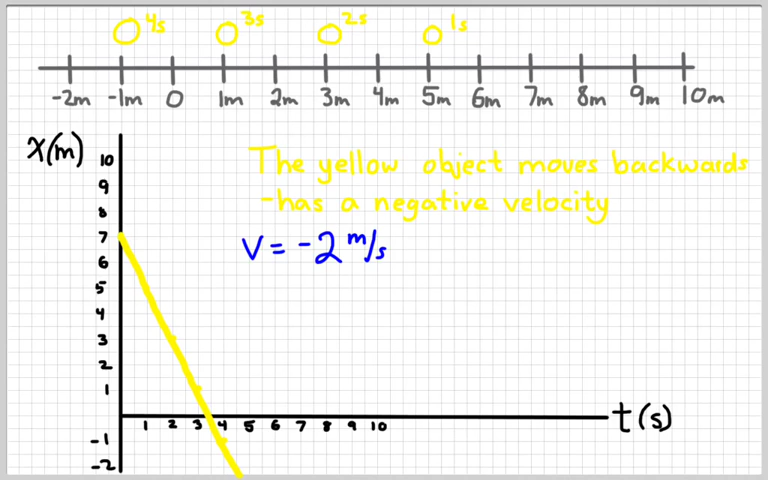 4s 3s 2s 1s
-2m -1m 0 1m 2m 3m 4m 5m 6m 7m 8m 9m 10m
x(m)
The yellow object moves backwards
-has a negative velocity
v = -2 m/s
10
9
8
7
6
5
4
3
2
1
-1
-2
1 2 3 4 5 6 7 8 9 10
t(s)